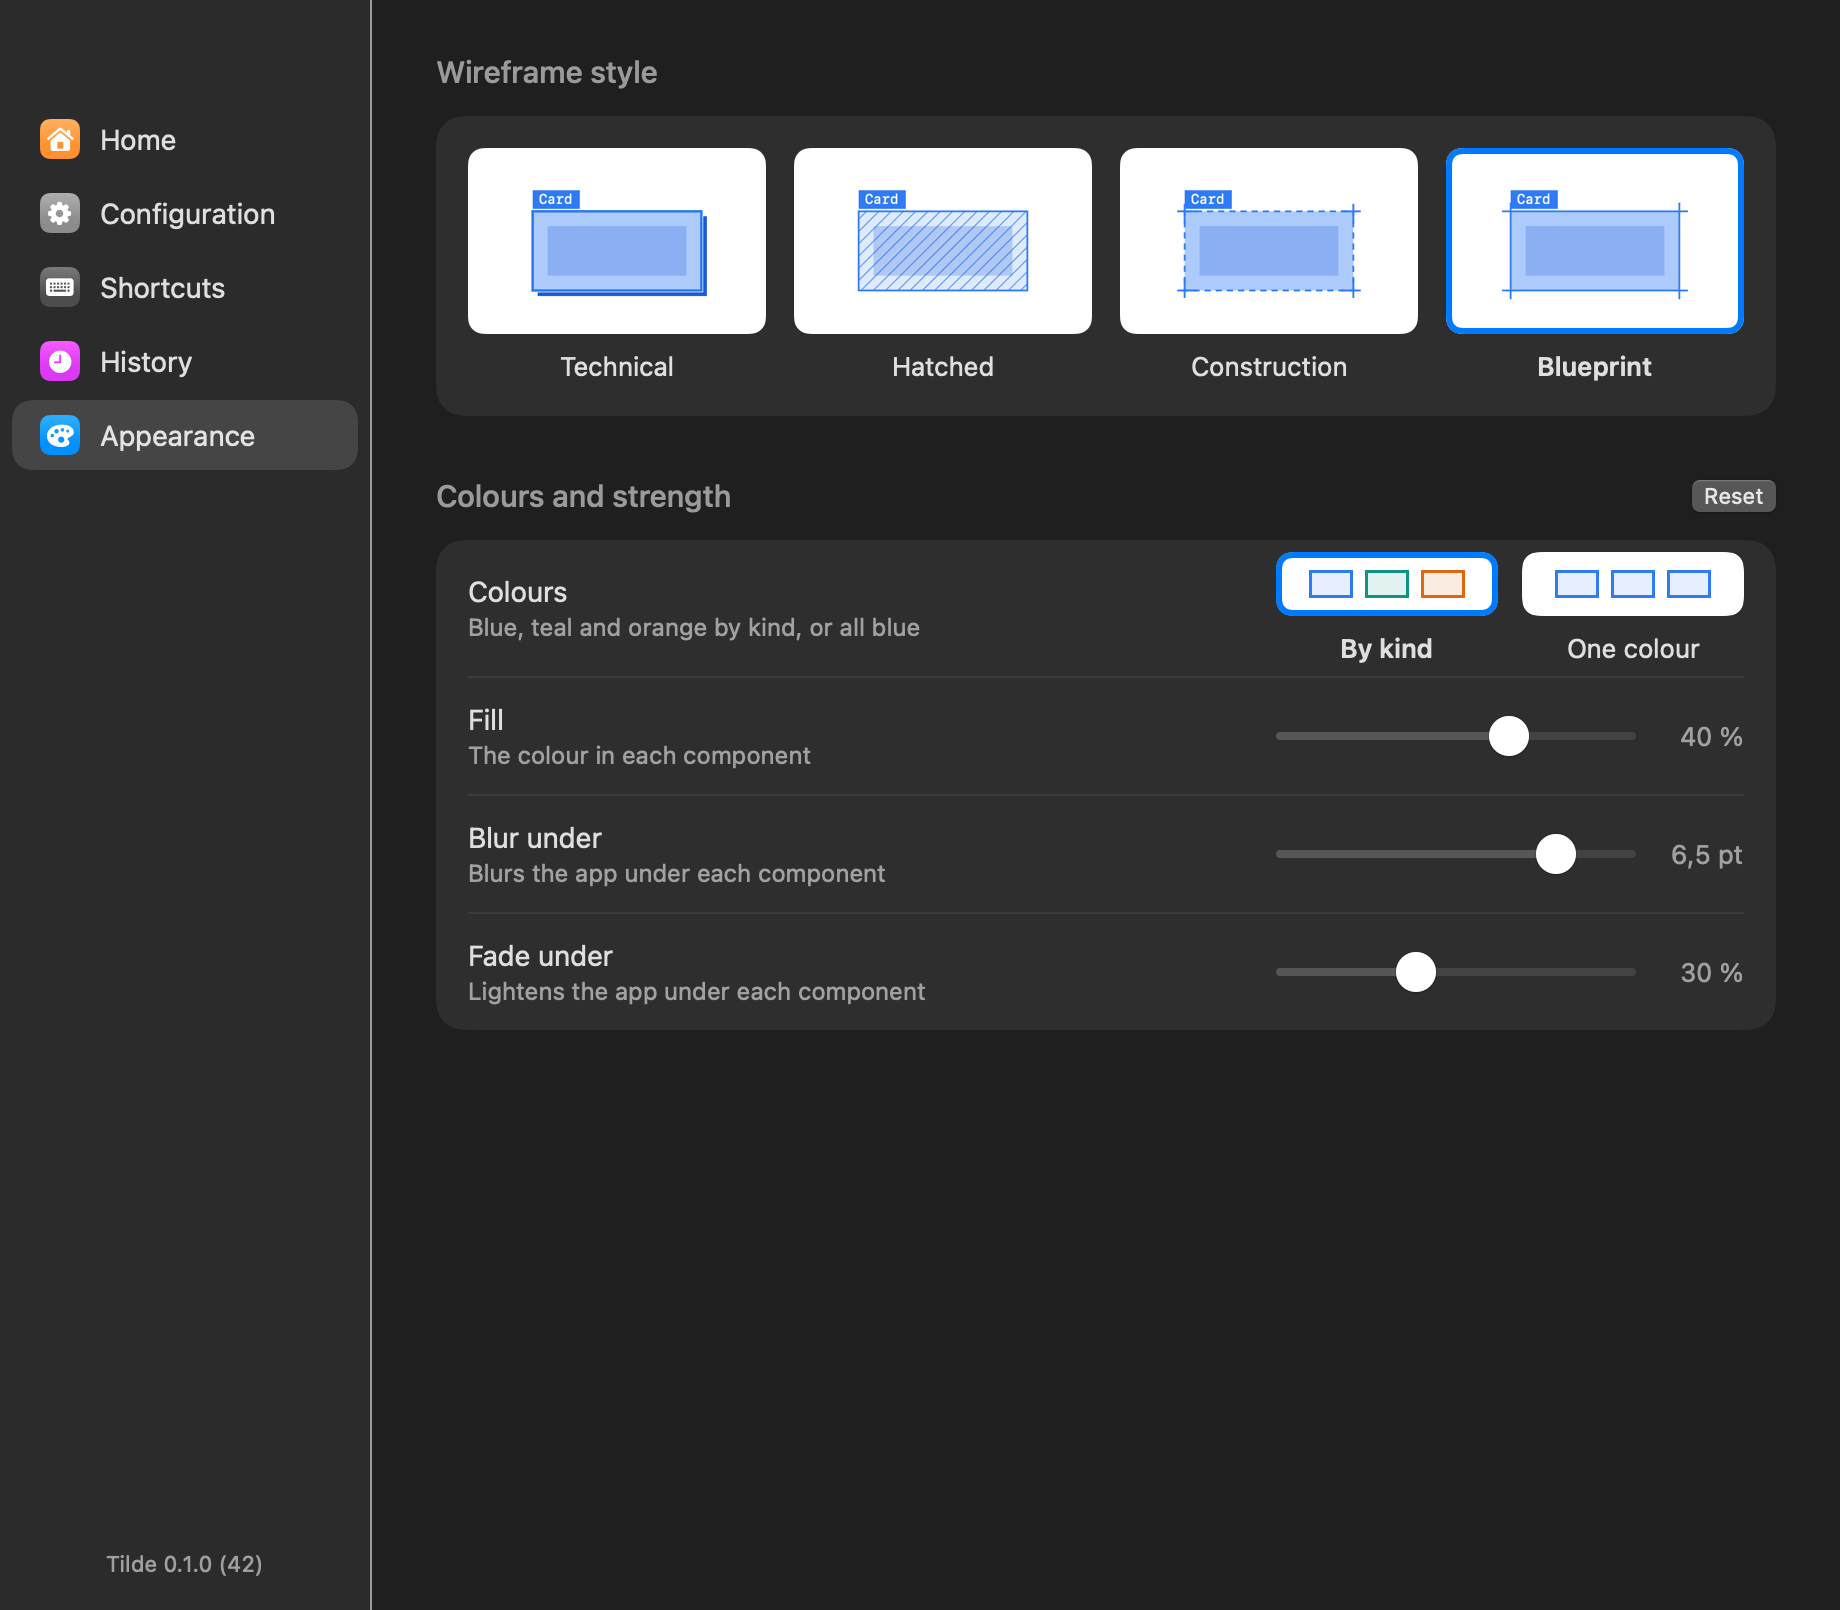 Home
Configuration
Shortcuts
History
Appearance
Tilde 0.1.0 (42)
Wireframe style
Card
Card
Card
Card
Technical
Hatched
Construction
Blueprint
Colours and strength
Reset
Colours
Blue, teal and orange by kind, or all blue
By kind
One colour
Fill
The colour in each component
40 %
Blur under
Blurs the app under each component
6,5 pt
Fade under
Lightens the app under each component
30 %